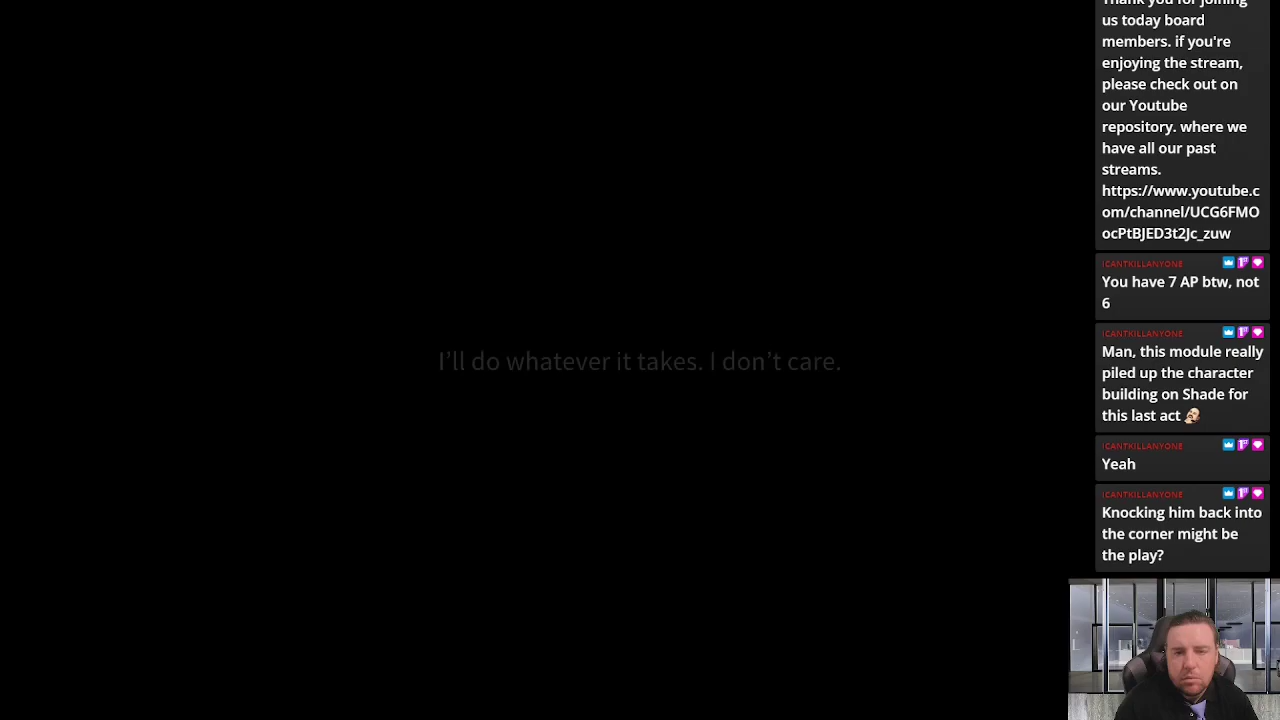 Thank you for joining
us today board
members. if you're
enjoying the stream,
please check out on
our Youtube
repository. where we
have all our past
streams.
https://www.youtube.c
om/channel/UCG6FMO
ocPtBJED3t2Jc_zuw
ICANTKILLANYONE
You have 7 AP btw, not
6
ICANTKILLANYONE
Man, this module really
piled up the character
building on Shade for
this last act
ICANTKILLANYONE
Yeah
ICANTKILLANYONE
Knocking him back into
the corner might be
the play?
I’ll do whatever it takes. I don’t care.